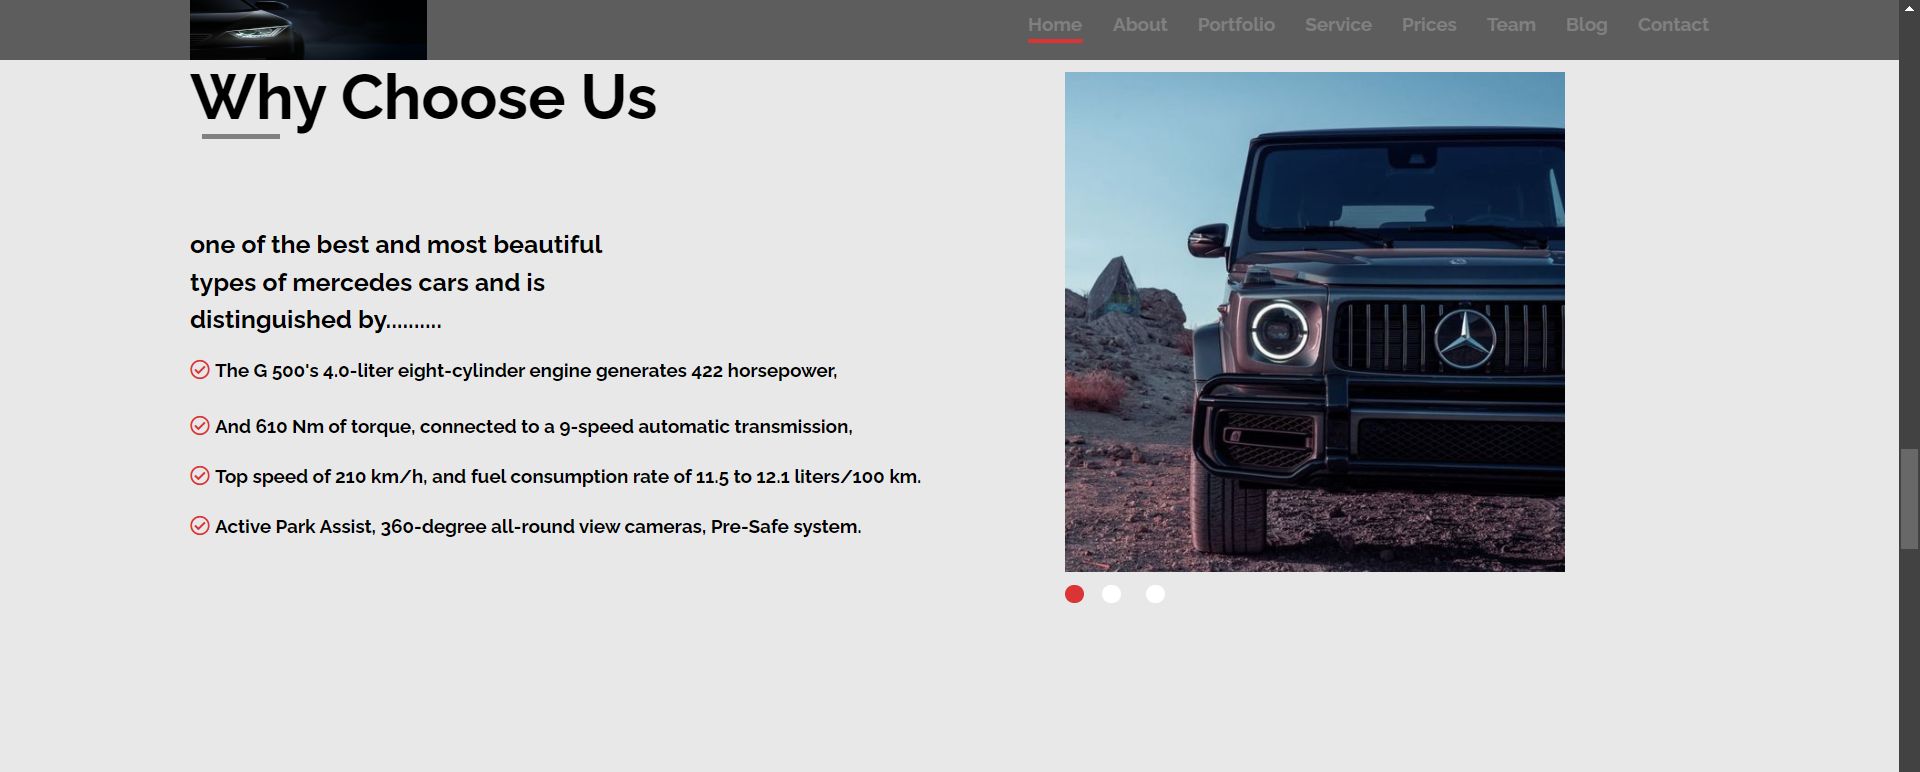 Home About Portfolio Service Prices Team Blog Contact
Why Choose Us
one of the best and most beautiful
types of mercedes cars and is
distinguished by..........
The G 500's 4.0-liter eight-cylinder engine generates 422 horsepower,
And 610 Nm of torque, connected to a 9-speed automatic transmission,
Top speed of 210 km/h, and fuel consumption rate of 11.5 to 12.1 liters/100 km.
Active Park Assist, 360-degree all-round view cameras, Pre-Safe system.